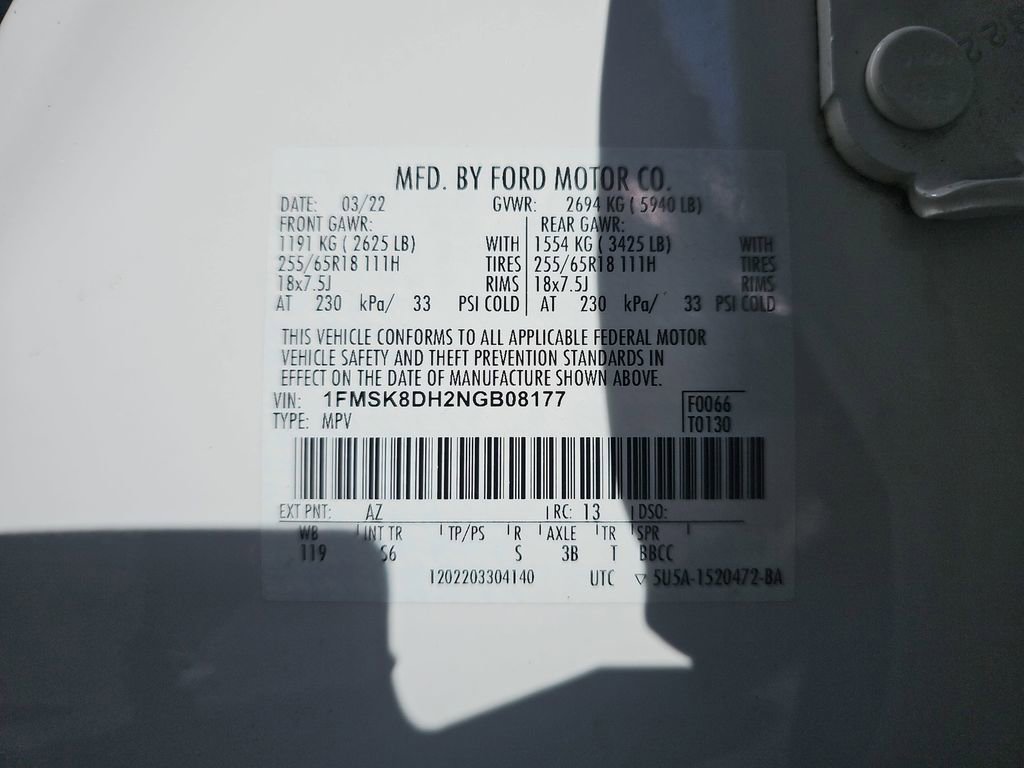 MFD. BY FORD MOTOR CO.
DATE: 03/22 GVWR: 2694 KG ( 5940 LB)
FRONT GAWR: REAR GAWR:
1191 KG ( 2625 LB) WITH 1554 KG ( 3425 LB) WITH
255/65R18 111H TIRES 255/65R18 111H TIRES
18x7.5J RIMS 18x7.5J RIMS
AT 230 kPa/ 33 PSI COLD AT 230 kPa/ 33 PSI COLD
THIS VEHICLE CONFORMS TO ALL APPLICABLE FEDERAL MOTOR
VEHICLE SAFETY AND THEFT PREVENTION STANDARDS IN
EFFECT ON THE DATE OF MANUFACTURE SHOWN ABOVE.
VIN: 1FMSK8DH2NGB08177 F0066
TYPE: MPV T0130
EXT PNT: AZ RC: 13 DSO:
WB INT TR TP/PS R AXLE TR SPR
119 S6 S 3B T BBCC
1202203304140 UTC ▽ 5U5A-1520472-BA